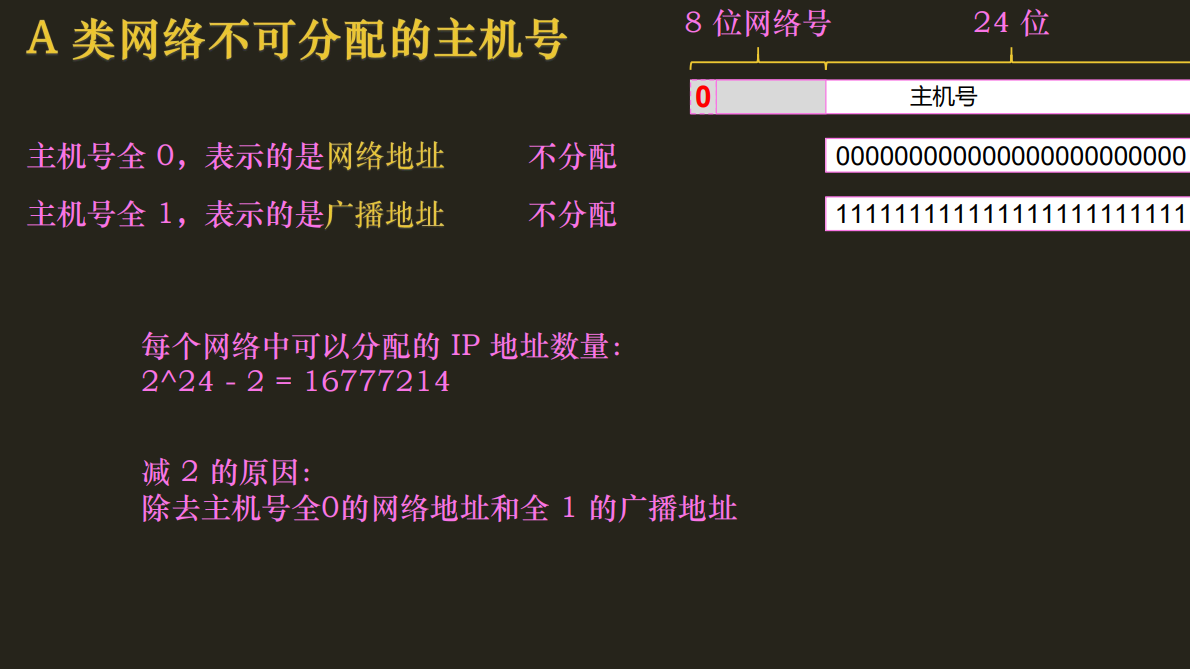 A 类网络不可分配的主机号
8 位网络号
24 位
0
主机号
主机号全 0，表示的是网络地址 不分配
000000000000000000000000
主机号全 1，表示的是广播地址 不分配
111111111111111111111111
每个网络中可以分配的 IP 地址数量：
2^24 - 2 = 16777214
减 2 的原因：
除去主机号全0的网络地址和全 1 的广播地址